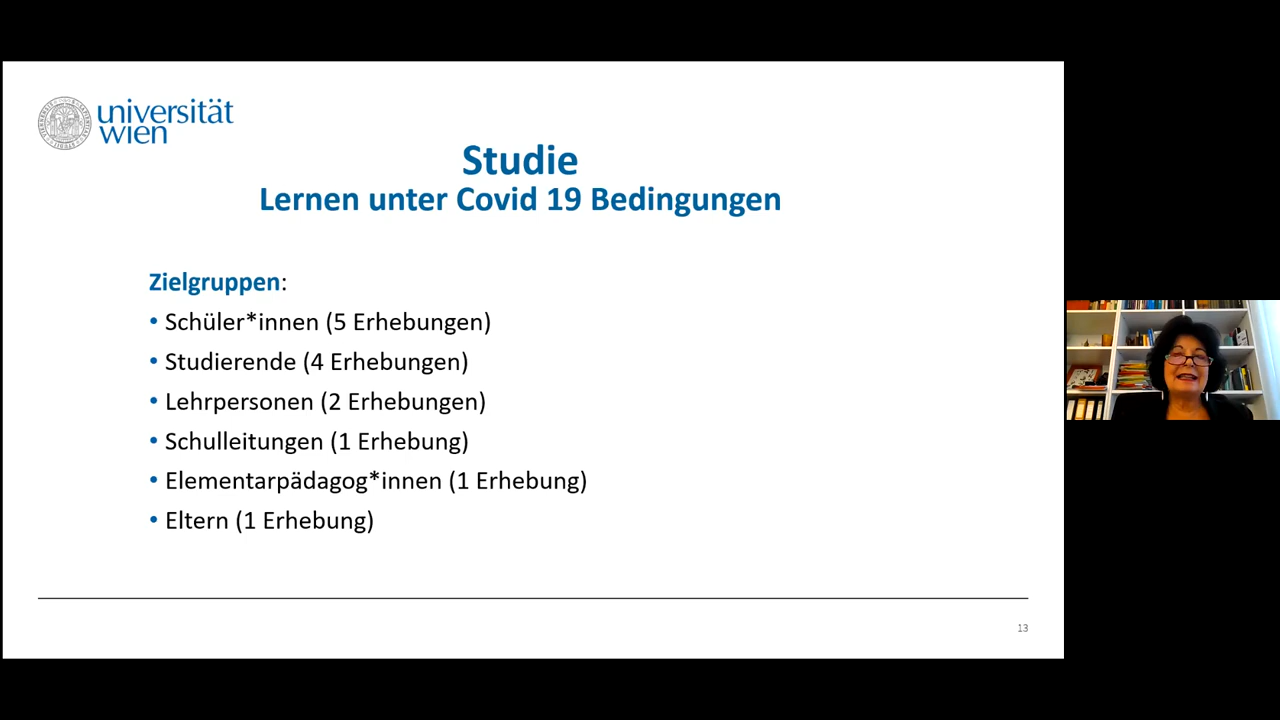 universität
wien
Studie
Lernen unter Covid 19 Bedingungen
Zielgruppen:
• Schüler*innen (5 Erhebungen)
• Studierende (4 Erhebungen)
• Lehrpersonen (2 Erhebungen)
• Schulleitungen (1 Erhebung)
• Elementarpädagog*innen (1 Erhebung)
• Eltern (1 Erhebung)
13